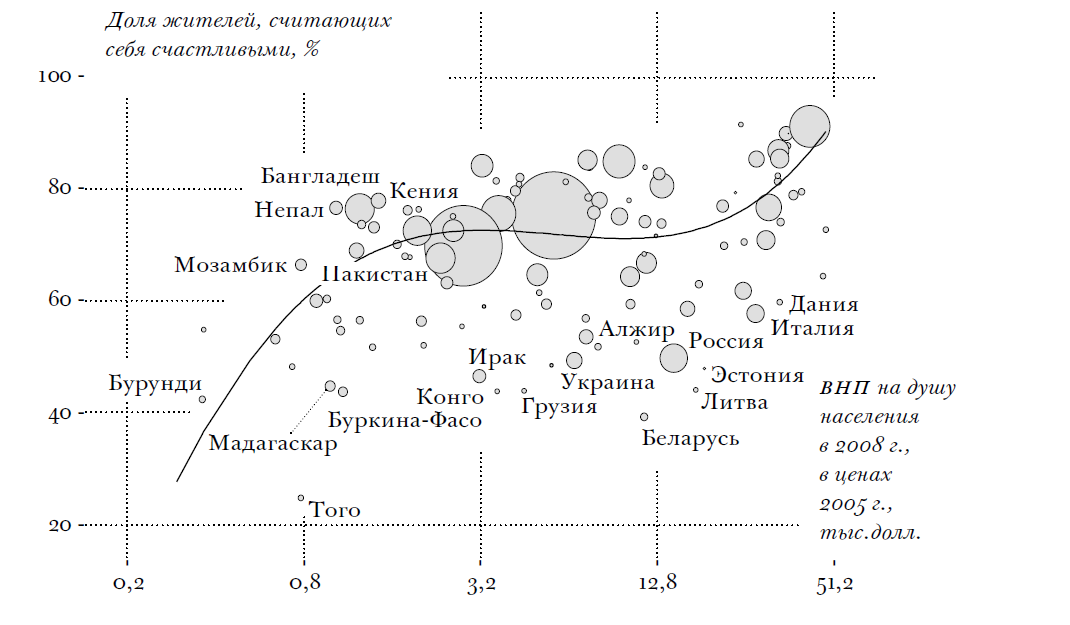 Доля жителей, считающих
себя счастливыми, %
100
80
60
40
20
Бангладеш
Кения
Непал
Мозамбик
Пакистан
Дания
Италия
Алжир
Россия
Ирак
Эстония
Бурунди
Украина
Конго
Литва
Грузия
Буркина-Фасо
Мадагаскар
Беларусь
Того
ВНП на душу
населения
в 2008 г.,
в ценах
2005 г.,
тыс.долл.
0,2
0,8
3,2
12,8
51,2